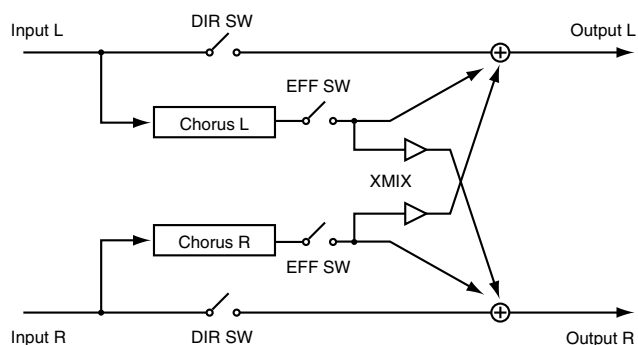 Input L
DIR SW
Output L
EFF SW
Chorus L
XMIX
Chorus R
EFF SW
Input R
DIR SW
Output R